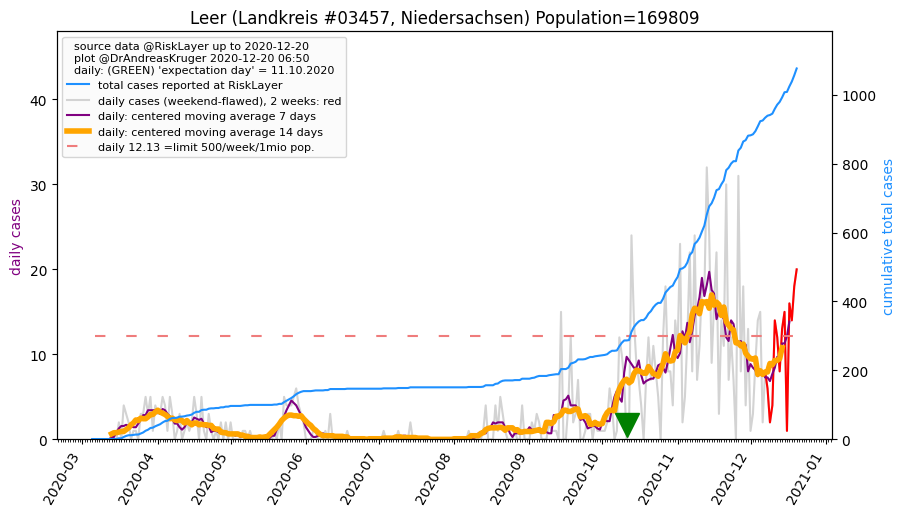 Leer (Landkreis #03457, Niedersachsen) Population=169809
source data @RiskLayer up to 2020-12-20
plot @DrAndreasKruger 2020-12-20 06:50
daily: (GREEN) 'expectation day' = 11.10.2020
total cases reported at RiskLayer
daily cases (weekend-flawed), 2 weeks: red
daily: centered moving average 7 days
daily: centered moving average 14 days
daily 12.13 =limit 500/week/1mio pop.
daily cases
40
30
20
10
0
cumulative total cases
1000
800
600
400
200
0
2020-03
2020-04
2020-05
2020-06
2020-07
2020-08
2020-09
2020-10
2020-11
2020-12
2021-01